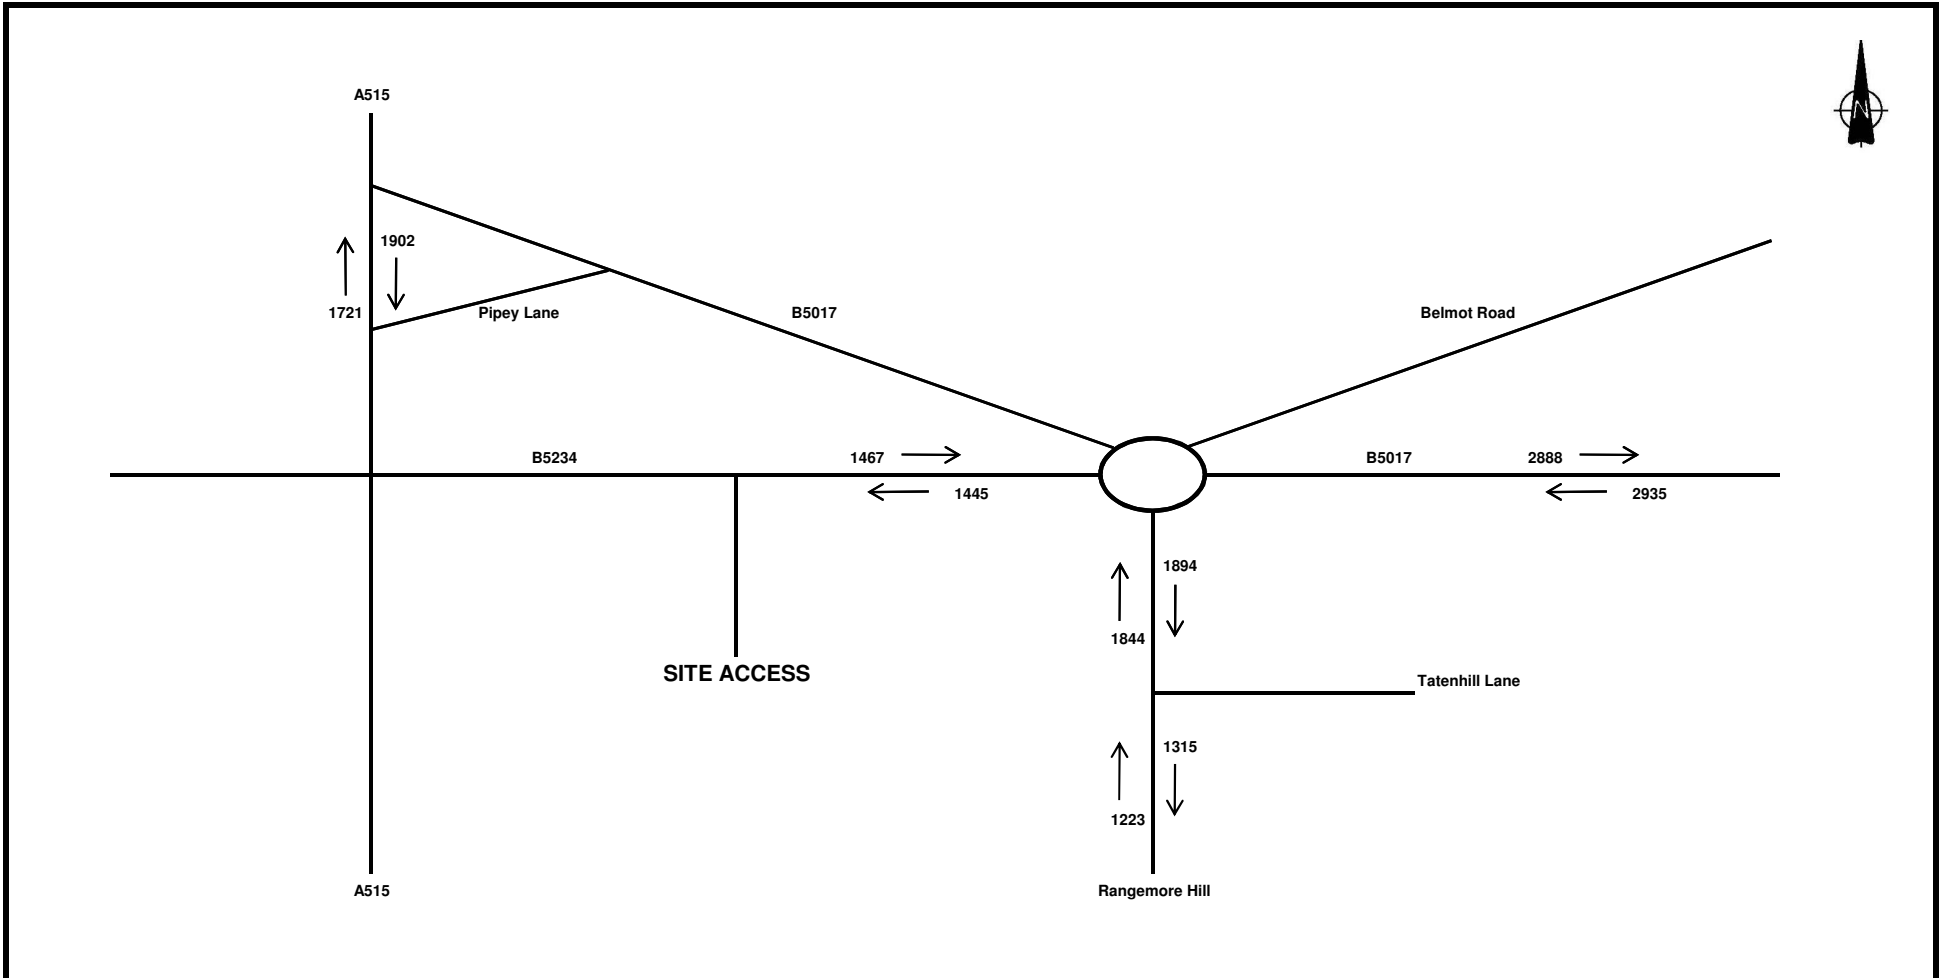 A515
N
1902
1721
Pipey Lane
B5017
Belmot Road
B5234
1467
B5017
2888
1445
2935
1894
1844
SITE ACCESS
Tatenhill Lane
1315
1223
A515
Rangemore Hill